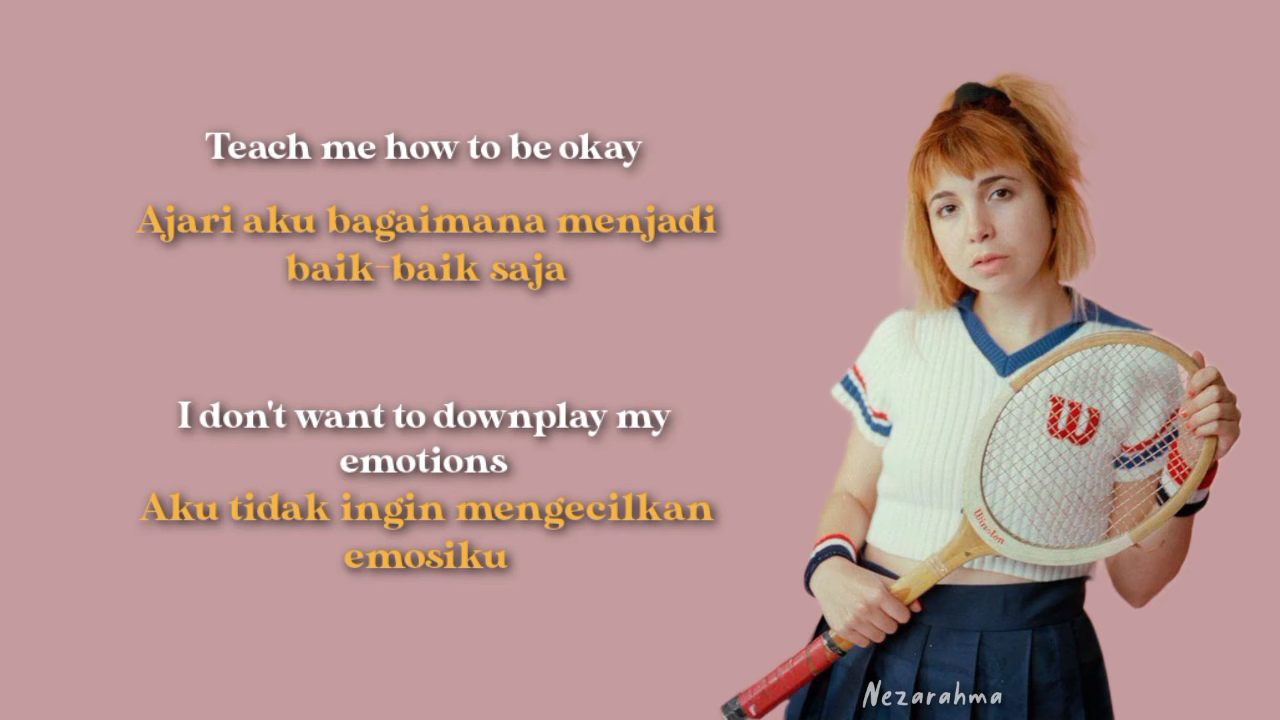 Teach me how to be okay
Ajari aku bagaimana menjadi
baik-baik saja
I don't want to downplay my
emotions
Aku tidak ingin mengecilkan
emosiku
W
Winston
Nezarahma